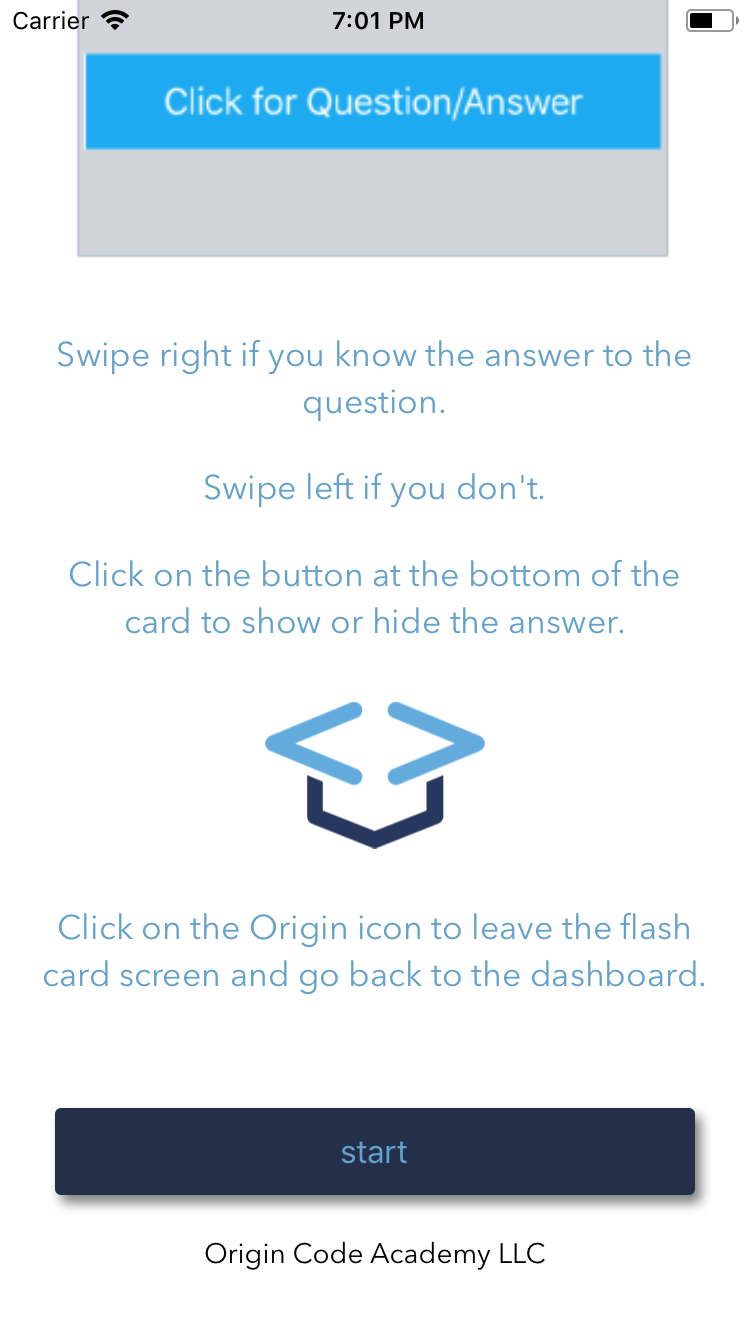 Carrier 7:01 PM
Click for Question/Answer
Swipe right if you know the answer to the
question.
Swipe left if you don't.
Click on the button at the bottom of the
card to show or hide the answer.
Click on the Origin icon to leave the flash
card screen and go back to the dashboard.
start
Origin Code Academy LLC